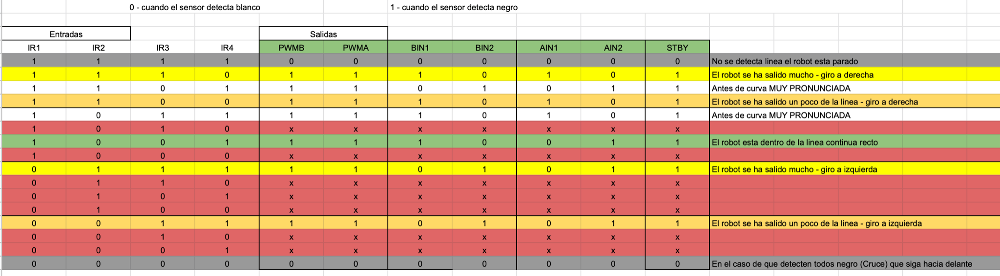 0 - cuando el sensor detecta blanco 1 - cuando el sensor detecta negro
Entradas Salidas
IR1 IR2 IR3 IR4 PWMB PWMA BIN1 BIN2 AIN1 AIN2 STBY
1 1 1 1 0 0 0 0 0 0 0 No se detecta linea el robot esta parado
1 1 1 0 1 1 1 0 1 0 1 El robot se ha salido mucho - giro a derecha
1 1 0 1 1 1 0 1 0 1 1 Antes de curva MUY PRONUNCIADA
1 1 0 0 1 1 1 0 1 0 1 El robot se ha salido un poco de la linea - giro a derecha
1 0 1 1 1 1 1 0 1 0 1 Antes de curva MUY PRONUNCIADA
1 0 1 0 x x x x x x x
1 0 0 1 1 1 1 0 0 1 1 El robot esta dentro de la linea continua recto
1 0 0 0 x x x x x x x
0 1 1 1 1 1 0 1 0 1 1 El robot se ha salido mucho - giro a izquierda
0 1 1 0 x x x x x x x
0 1 0 1 x x x x x x x
0 1 0 0 x x x x x x x
0 0 1 1 1 1 0 1 0 1 1 El robot se ha salido un poco de la linea - giro a izquierda
0 0 1 0 x x x x x x x
0 0 0 1 x x x x x x x
0 0 0 0 0 0 0 0 0 0 0 En el caso de que detecten todos negro (Cruce) que siga hacia delante